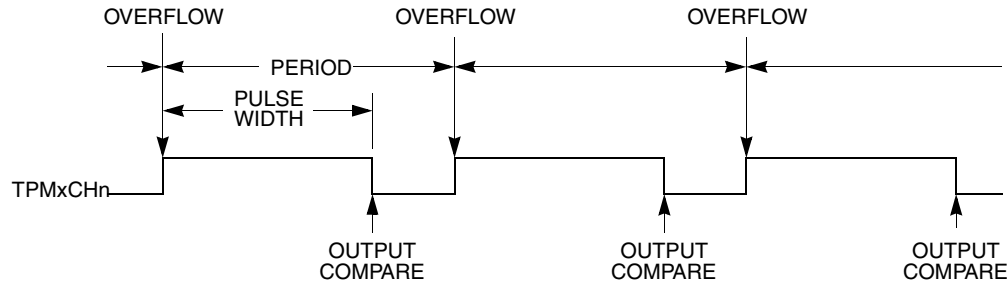 OVERFLOW OVERFLOW OVERFLOW
PERIOD
PULSE
WIDTH
TPMxCHn
OUTPUT
COMPARE
OUTPUT
COMPARE
OUTPUT
COMPARE